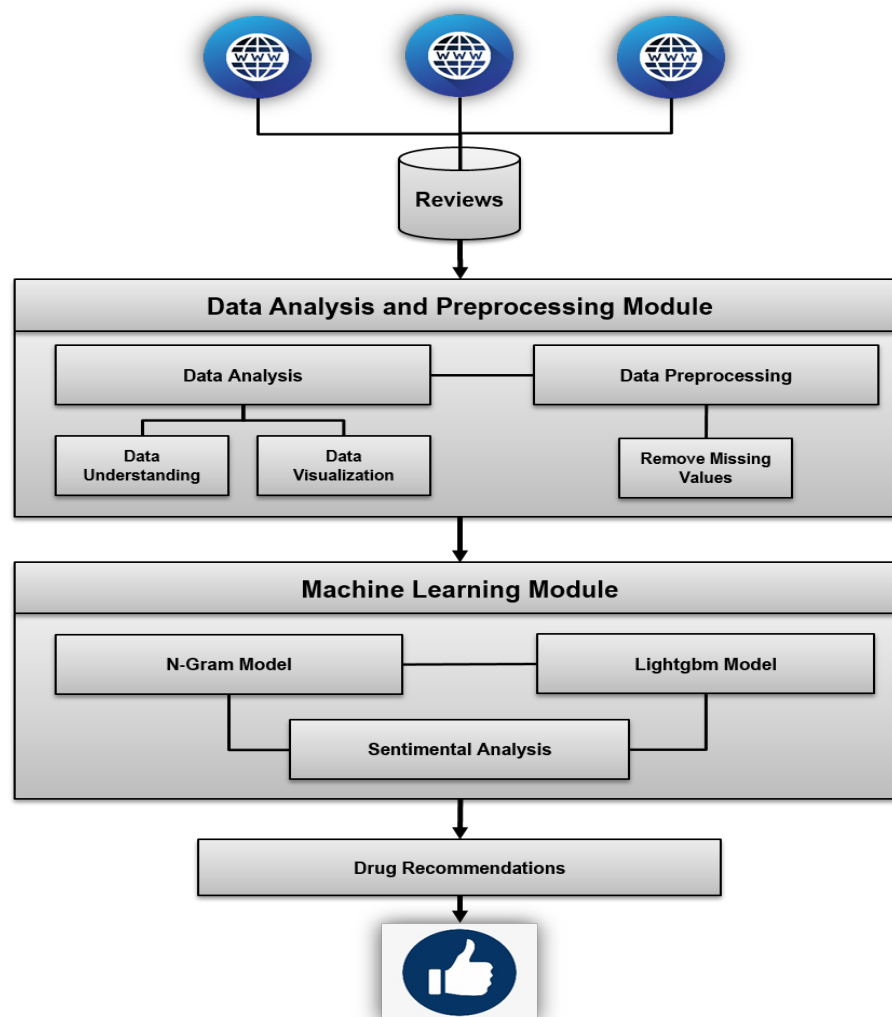 WWW
WWW
WWW
Reviews
Data Analysis and Preprocessing Module
Data Analysis
Data Preprocessing
Data
Understanding
Data
Visualization
Remove Missing
Values
Machine Learning Module
N-Gram Model
Lightgbm Model
Sentimental Analysis
Drug Recommendations